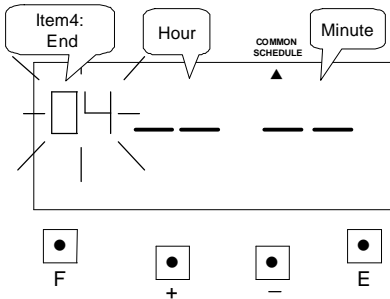 Item4:
End
Hour
COMMON
SCHEDULE
Minute
04 -- --
F
+
−
E